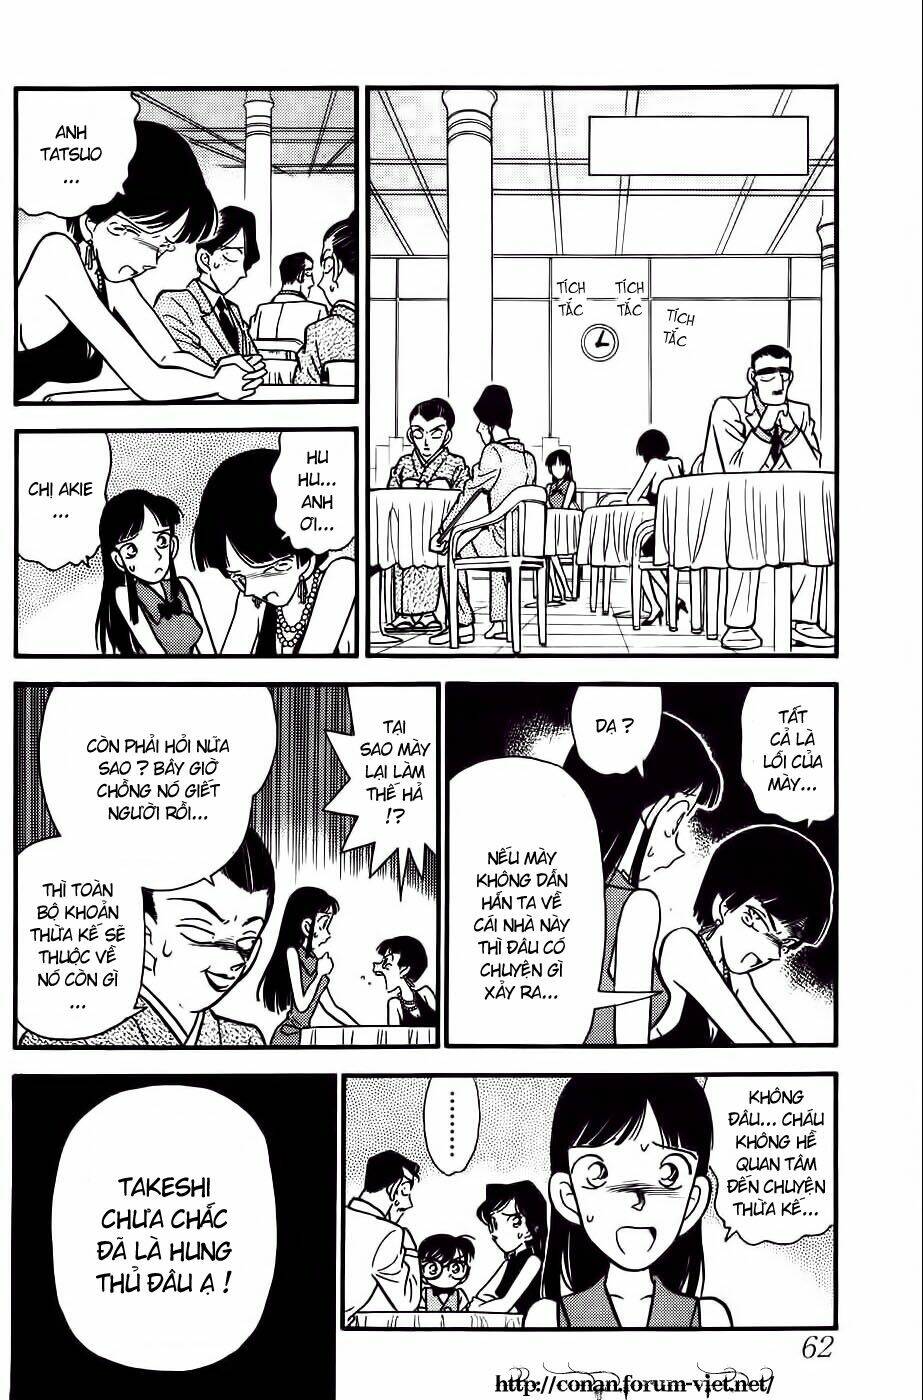 TÍCH
TẮC
TÍCH
TẮC
TÍCH
TẮC
ANH
TATSUO
...
HU
HU...
ANH
ƠI...
CHỊ AKIE
...
TẤT
CẢ LÀ
LỖI CỦA
MÀY...
DẠ ?
NẾU MÀY
KHÔNG DẪN
HẮN TA VỀ
CÁI NHÀ NÀY
THÌ ĐÂU CÓ
CHUYỆN GÌ
XẢY RA...
TẠI
SAO MÀY
LẠI LÀM
THẾ HẢ
!?
CÒN PHẢI HỎI NỮA
SAO ? BÂY GIỜ
CHỒNG NÓ GIẾT
NGƯỜI RỒI...
THÌ TOÀN
BỘ KHOẢN
THỪA KẾ SẼ
THUỘC VỀ
NÓ CÒN GÌ
...
KHÔNG
ĐÂU... CHÁU
KHÔNG HỀ
QUAN TÂM
ĐẾN CHUYỆN
THỪA KẾ...
........
TAKESHI
CHƯA CHẮC
ĐÃ LÀ HUNG
THỦ ĐÂU Ạ !
62
http://conan.forum-viet.net/